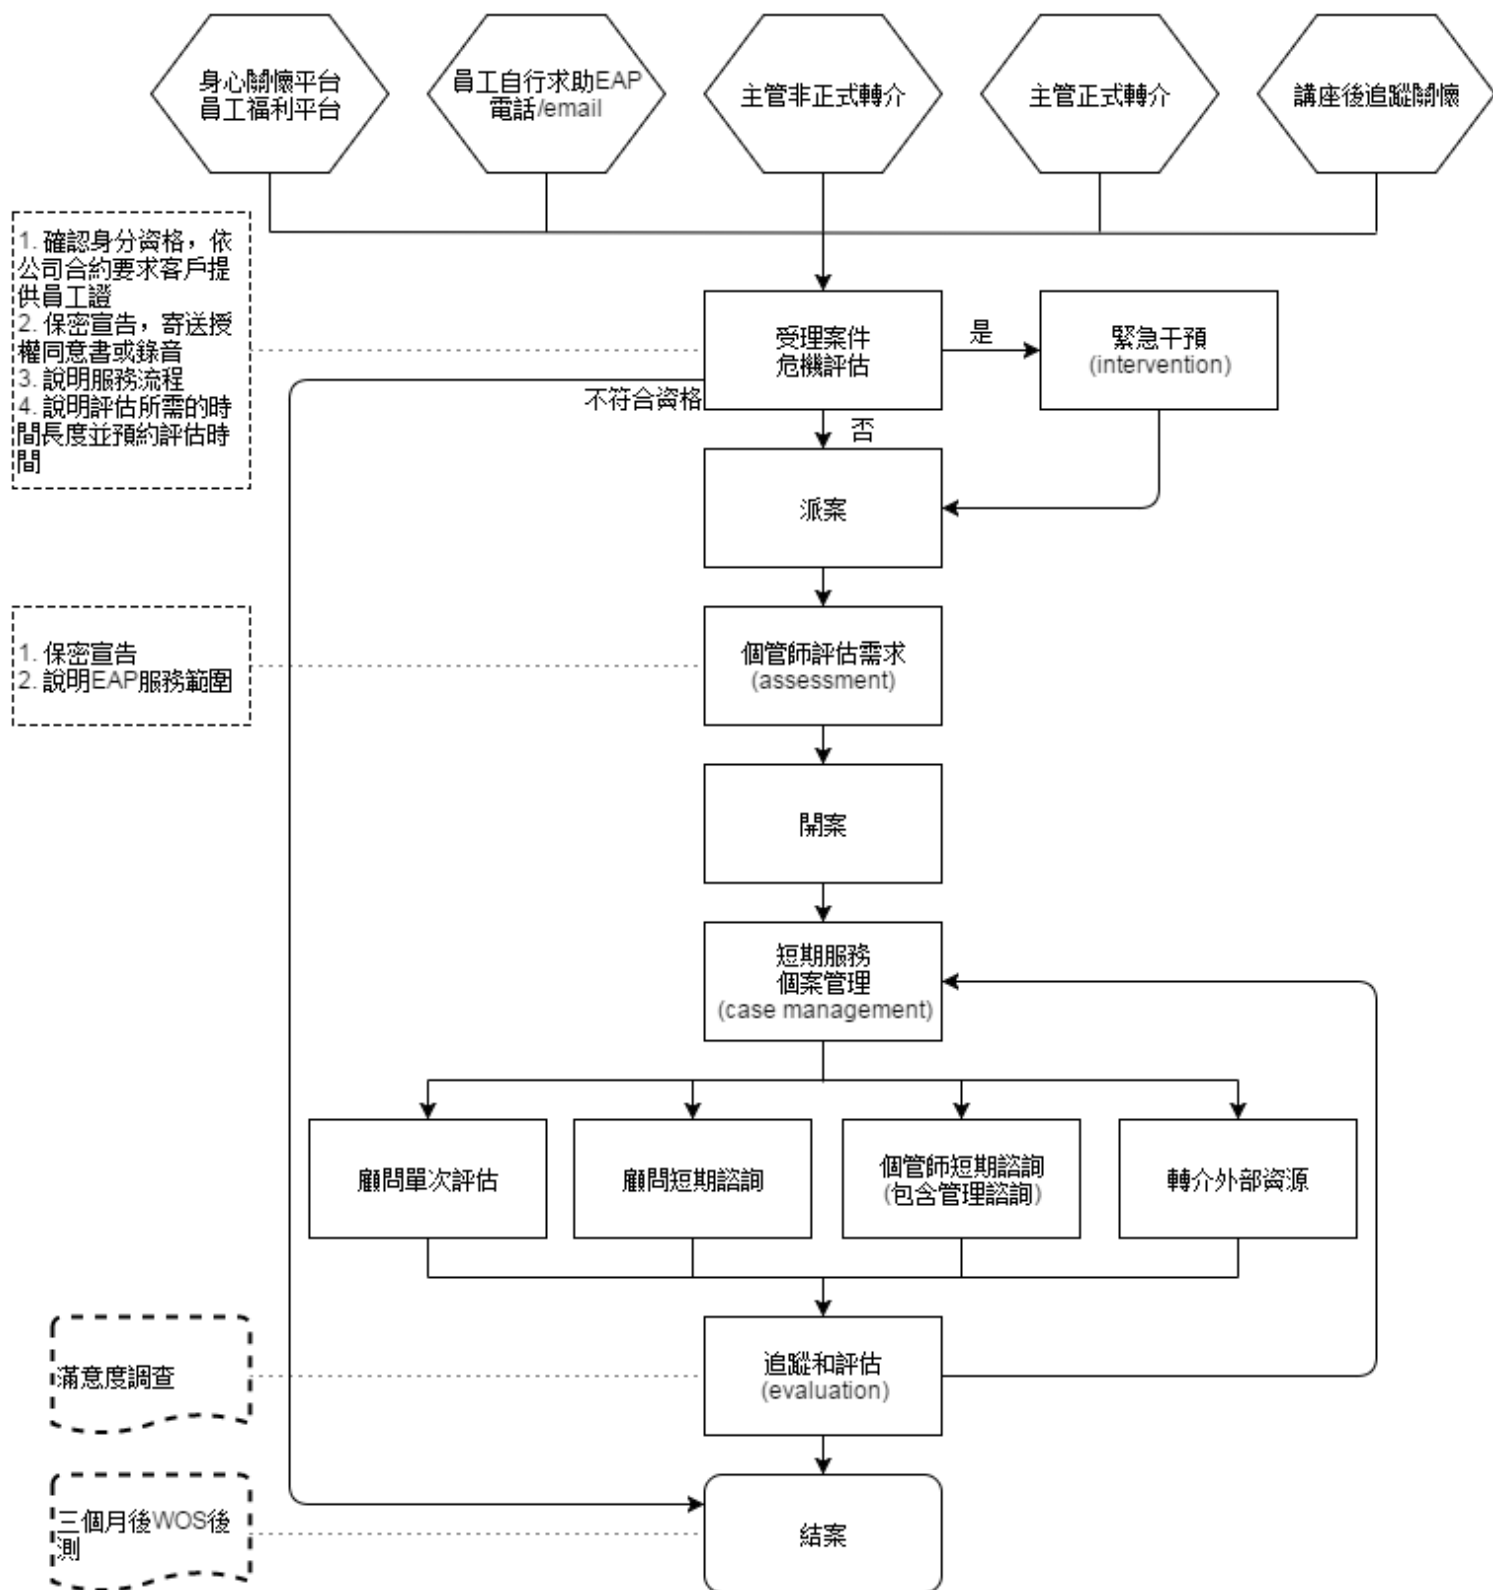 身心關懷平台
員工福利平台
員工自行求助EAP
電話/email
主管非正式轉介
主管正式轉介
講座後追蹤關懷
1. 確認身分資格，依
公司合約要求客戶提
供員工證
2. 保密宣告，寄送授
權同意書或錄音
3. 說明服務流程
4. 說明評估所需的時
間長度並預約評估時
間
受理案件
危機評估
是
緊急干預
(intervention)
不符合資格
否
派案
1. 保密宣告
2. 說明EAP服務範圍
個管師評估需求
(assessment)
開案
短期服務
個案管理
(case management)
顧問單次評估
顧問短期諮詢
個管師短期諮詢
(包含管理諮詢)
轉介外部資源
滿意度調查
追蹤和評估
(evaluation)
三個月後WOS後
測
結案